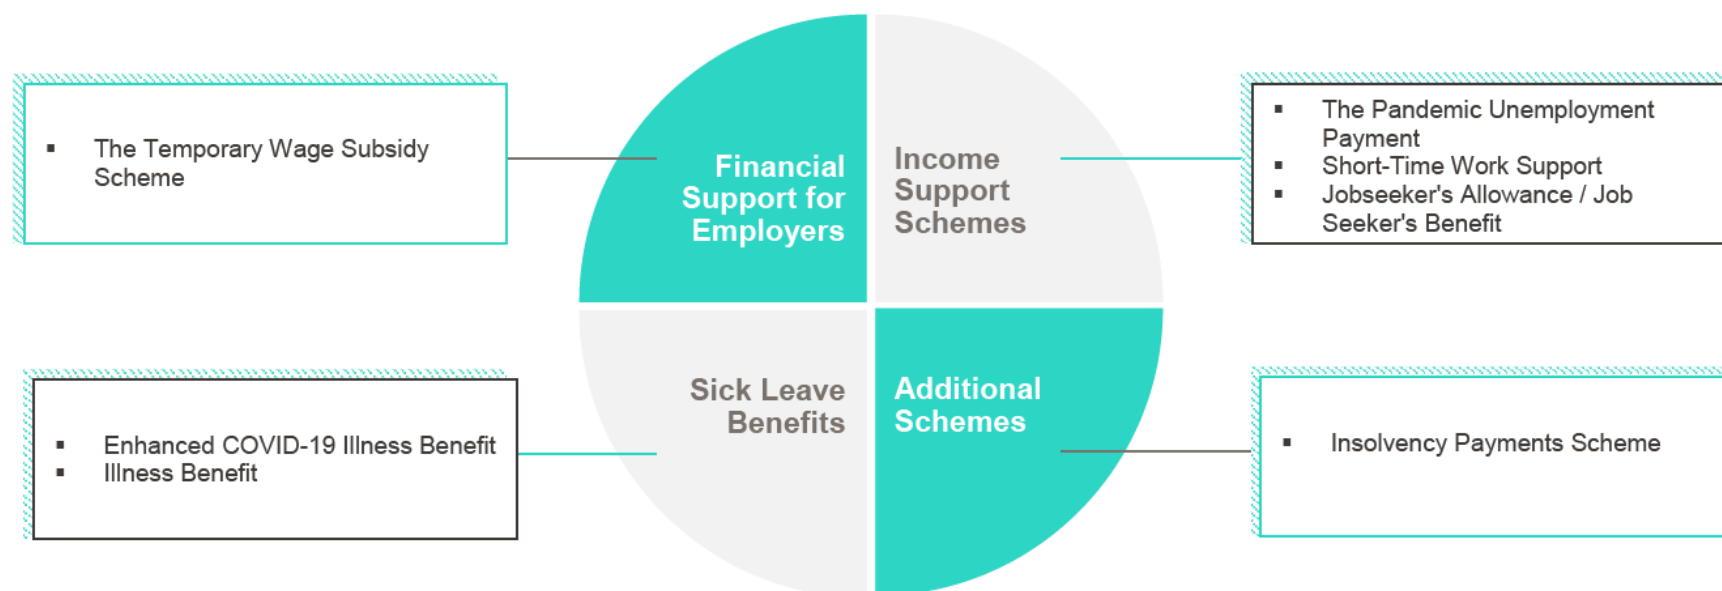 ▪ The Temporary Wage Subsidy
Scheme
Financial
Support for
Employers
Income
Support
Schemes
▪ The Pandemic Unemployment
Payment
▪ Short-Time Work Support
▪ Jobseeker's Allowance / Job
Seeker's Benefit
▪ Enhanced COVID-19 Illness Benefit
▪ Illness Benefit
Sick Leave
Benefits
Additional
Schemes
▪ Insolvency Payments Scheme